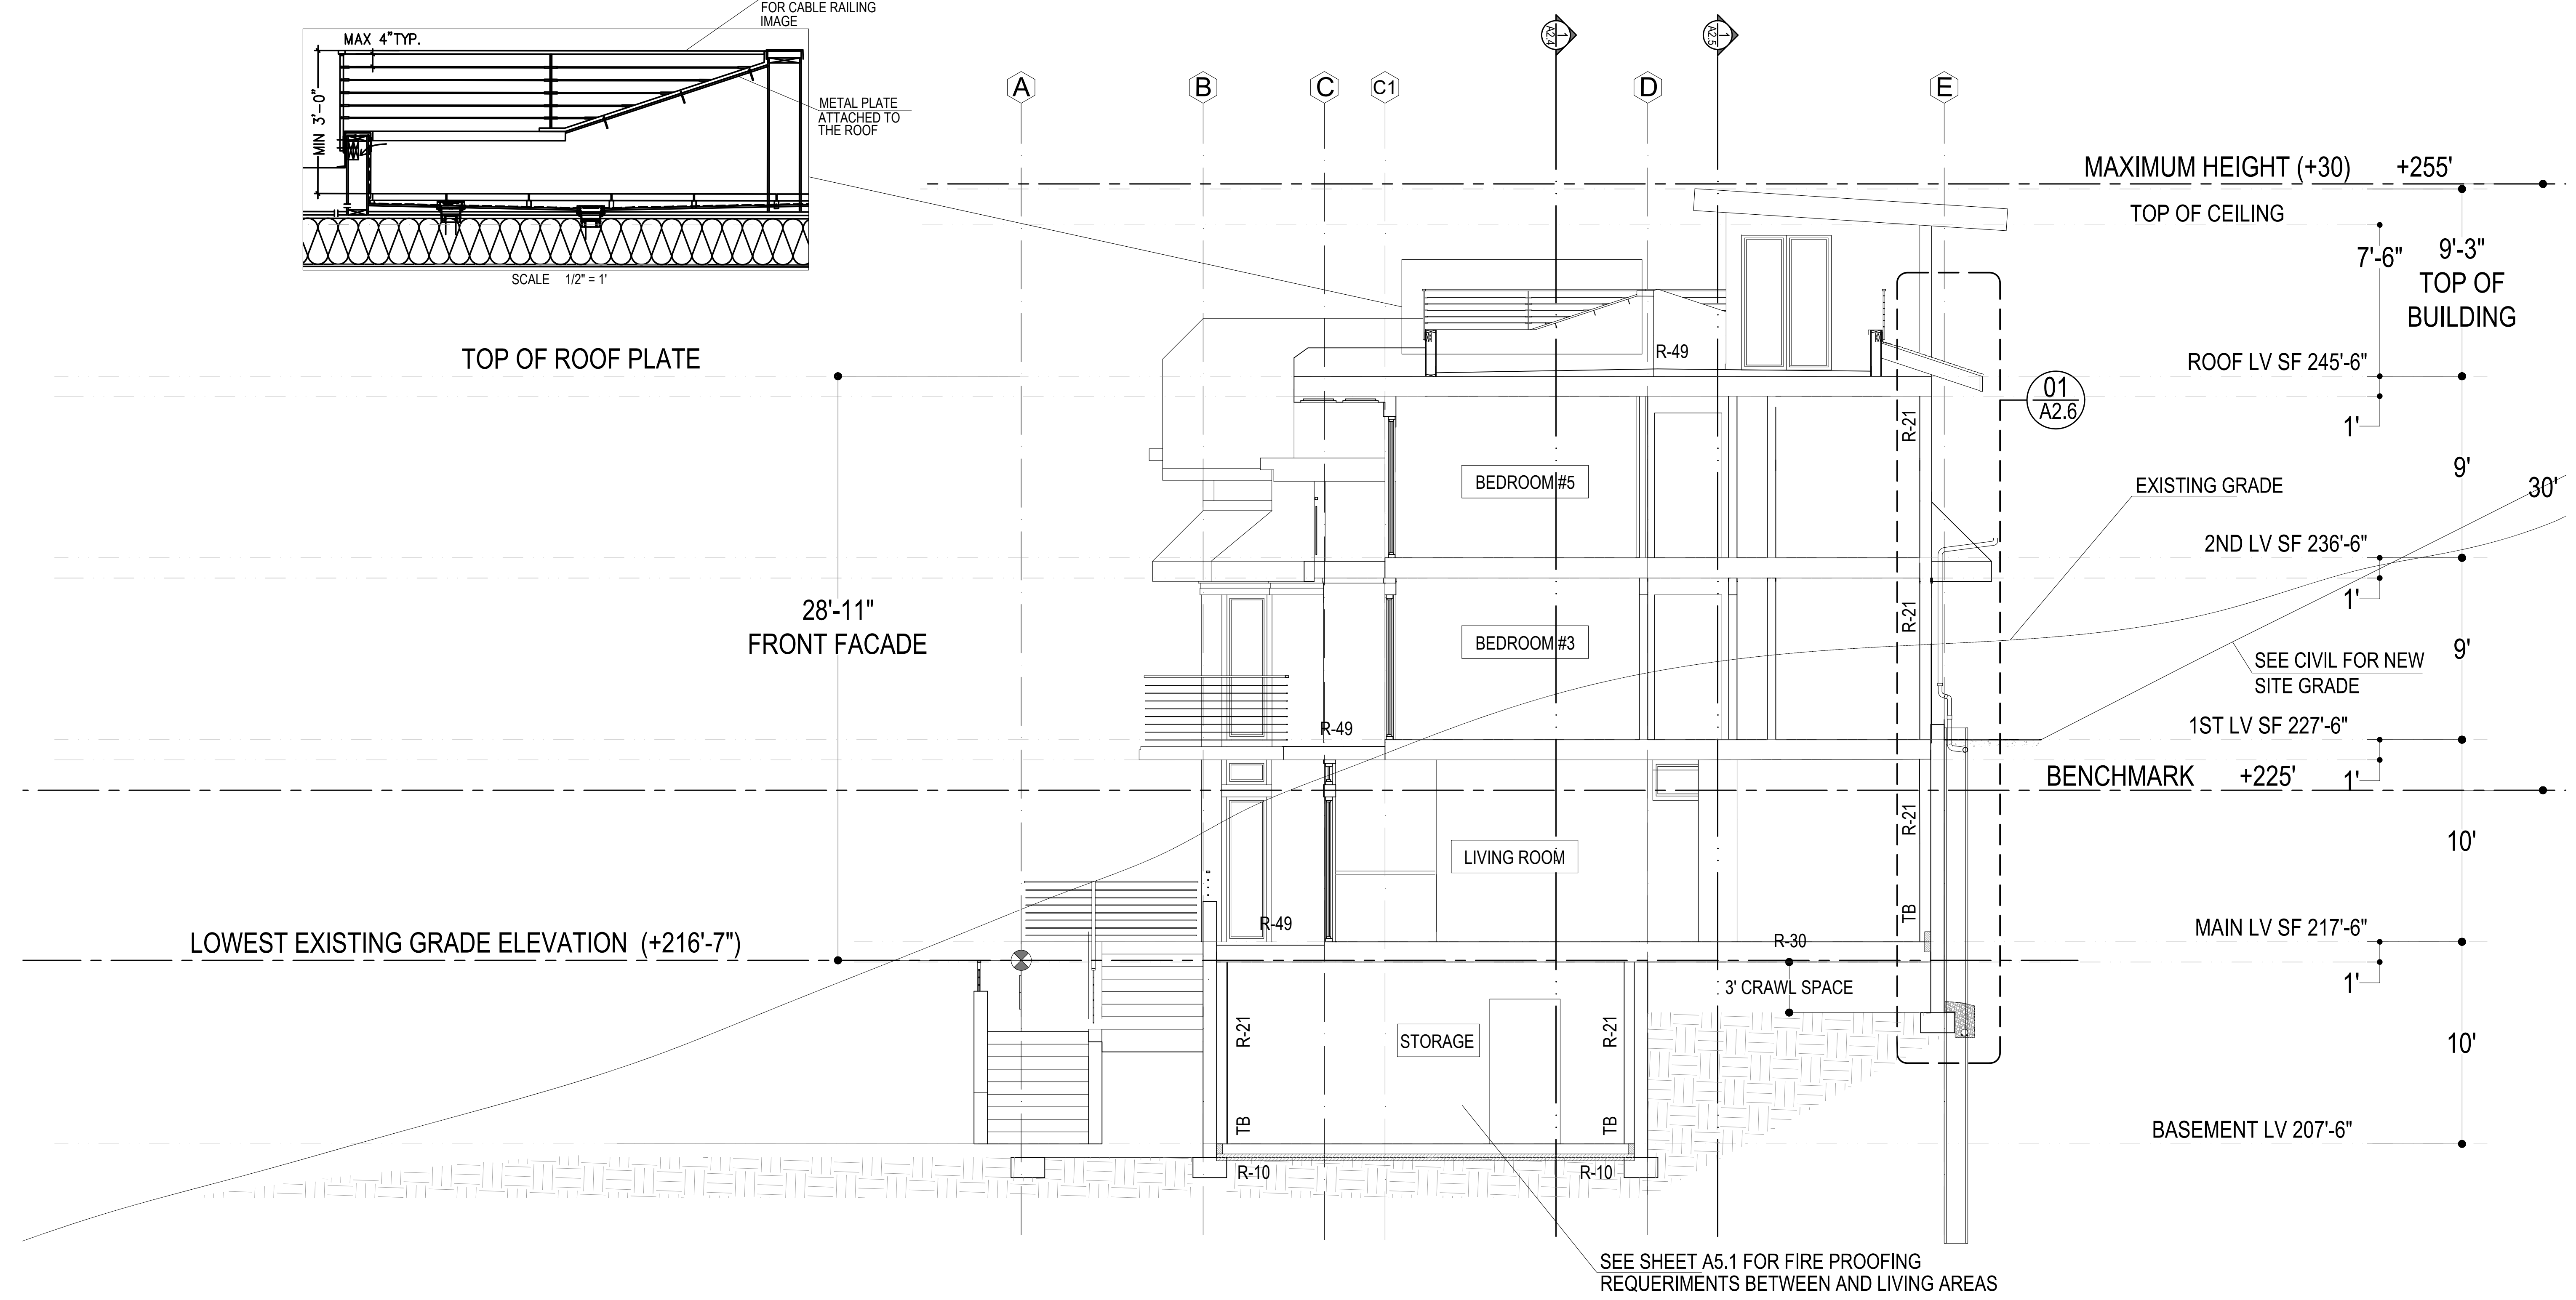 FOR CABLE RAILING
IMAGE
MAX 4"TYP.
MIN 3'-0"
METAL PLATE
ATTACHED TO
THE ROOF
SCALE 1/2" = 1'
1
A2.4
1
A2.5
A
B
C
C1
D
E
MAXIMUM HEIGHT (+30) +255'
TOP OF CEILING
7'-6"
9'-3"
TOP OF
BUILDING
TOP OF ROOF PLATE
R-49
ROOF LV SF 245'-6"
01
A2.6
1'
R-21
BEDROOM #5
9'
EXISTING GRADE
30'
2ND LV SF 236'-6"
1'
28'-11"
FRONT FACADE
R-21
BEDROOM #3
9'
SEE CIVIL FOR NEW
SITE GRADE
R-49
1ST LV SF 227'-6"
BENCHMARK +225'
1'
R-21
LIVING ROOM
10'
TB
R-49
MAIN LV SF 217'-6"
LOWEST EXISTING GRADE ELEVATION (+216'-7")
R-30
1'
3' CRAWL SPACE
R-21
STORAGE
R-21
10'
TB
TB
BASEMENT LV 207'-6"
R-10
R-10
SEE SHEET A5.1 FOR FIRE PROOFING
REQUERIMENTS BETWEEN AND LIVING AREAS